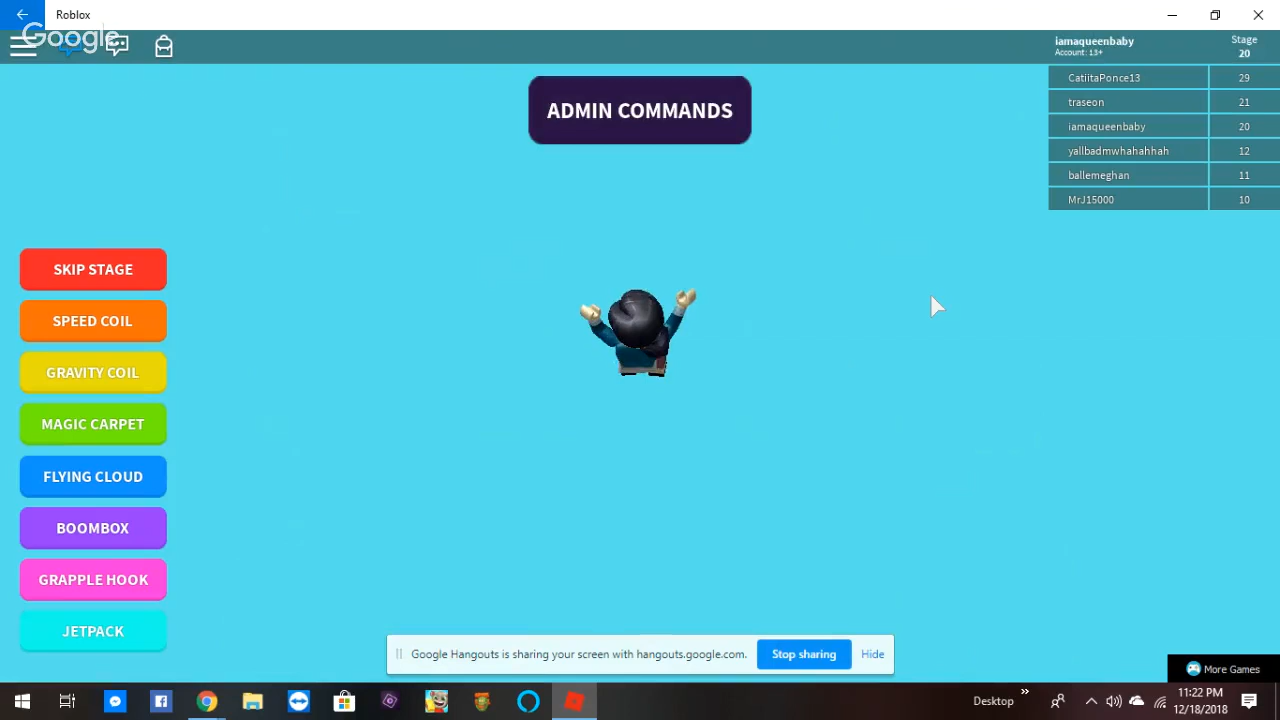 Roblox
Google
iamaqueenbaby
Account: 13+
Stage
20
CatiitaPonce13 29
traseon 21
iamaqueenbaby 20
yallbadmwhahahhah 12
ballemeghan 11
MrJ15000 10
ADMIN COMMANDS
SKIP STAGE
SPEED COIL
GRAVITY COIL
MAGIC CARPET
FLYING CLOUD
BOOMBOX
GRAPPLE HOOK
JETPACK
Google Hangouts is sharing your screen with hangouts.google.com. Stop sharing Hide
More Games
Desktop
11:22 PM
12/18/2018